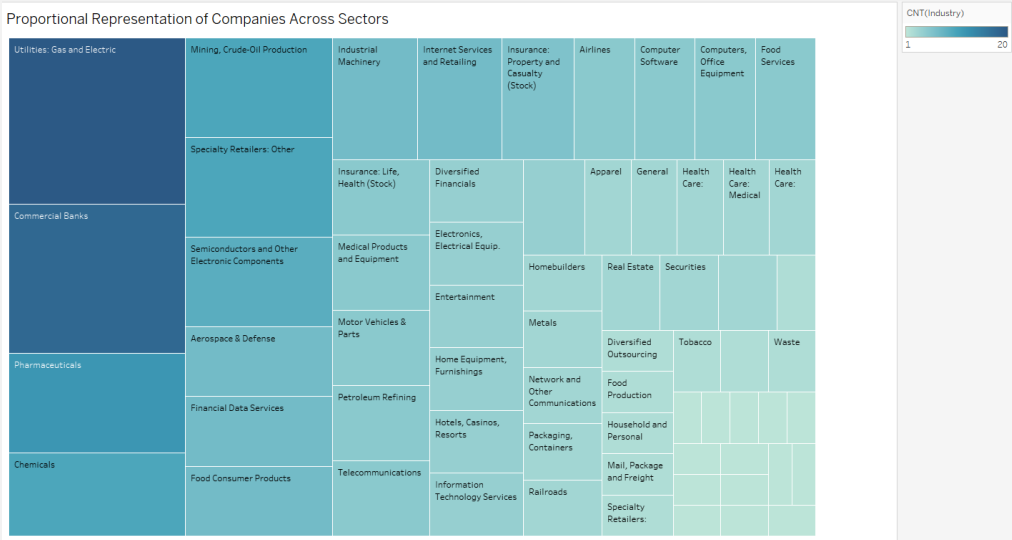 Proportional Representation of Companies Across Sectors
CNT(Industry)
1
20
Utilities: Gas and Electric
Commercial Banks
Pharmaceuticals
Chemicals
Mining, Crude-Oil Production
Specialty Retailers: Other
Semiconductors and Other
Electronic Components
Aerospace & Defense
Financial Data Services
Food Consumer Products
Industrial
Machinery
Internet Services
and Retailing
Insurance:
Property and
Casualty
(Stock)
Airlines
Computer
Software
Computers,
Office
Equipment
Food
Services
Insurance: Life,
Health (Stock)
Medical Products
and Equipment
Motor Vehicles &
Parts
Petroleum Refining
Telecommunications
Diversified
Financials
Electronics,
Electrical Equip.
Entertainment
Home Equipment,
Furnishings
Hotels, Casinos,
Resorts
Information
Technology Services
Apparel
General
Health
Care:
Health
Care:
Medical
Health
Care:
Homebuilders
Metals
Network and
Other
Communications
Packaging,
Containers
Railroads
Real Estate
Securities
Diversified
Outsourcing
Food
Production
Household and
Personal
Mail, Package
and Freight
Specialty
Retailers:
Tobacco
Waste